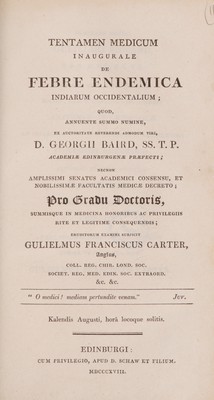 TENTAMEN MEDICUM
INAUGURALE
DE
FEBRE ENDEMICA
INDIARUM OCCIDENTALIUM;
QUOD,
ANNUENTE SUMMO NUMINE,
EX AUCTORITATE REVERENDI ADMODUM VIRI,
D. GEORGII BAIRD, SS. T. P.
ACADEMIÆ EDINBURGENÆ PRÆFECTI;
NECNON
AMPLISSIMI SENATUS ACADEMICI CONSENSU, ET
NOBILISSIMÆ FACULTATIS MEDICÆ DECRETO;
Pro Gradu Doctoris,
SUMMISQUE IN MEDICINA HONORIBUS AC PRIVILEGIIS
RITE ET LEGITIME CONSEQUENDIS;
ERUDITORUM EXAMINI SUBJICIT
GULIELMUS FRANCISCUS CARTER,
Anglus,
COLL. REG. CHIR. LOND. SOC.
SOCIET. REG. MED. EDIN. SOC. EXTRAORD.
&c. &c.
" O medici! mediam pertundite venam." Juv.
Kalendis Augusti, horâ locoque solitis.
EDINBURGI:
CUM PRIVILEGIO, APUD D. SCHAW ET FILIUM.
MDCCCXVIII.